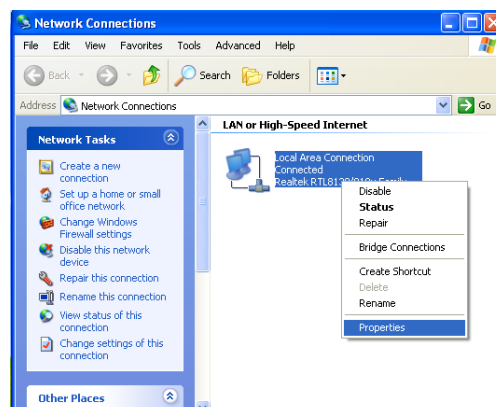 Network Connections
File Edit View Favorites Tools Advanced Help
Back Search Folders
Address Network Connections Go
Network Tasks
Create a new
connection
Set up a home or small
office network
Change Windows
Firewall settings
Disable this network
device
Repair this connection
Rename this connection
View status of this
connection
Change settings of this
connection
Other Places
LAN or High-Speed Internet
Local Area Connection
Connected
Realtek Family
Disable
Status
Repair
Bridge Connections
Create Shortcut
Delete
Rename
Properties